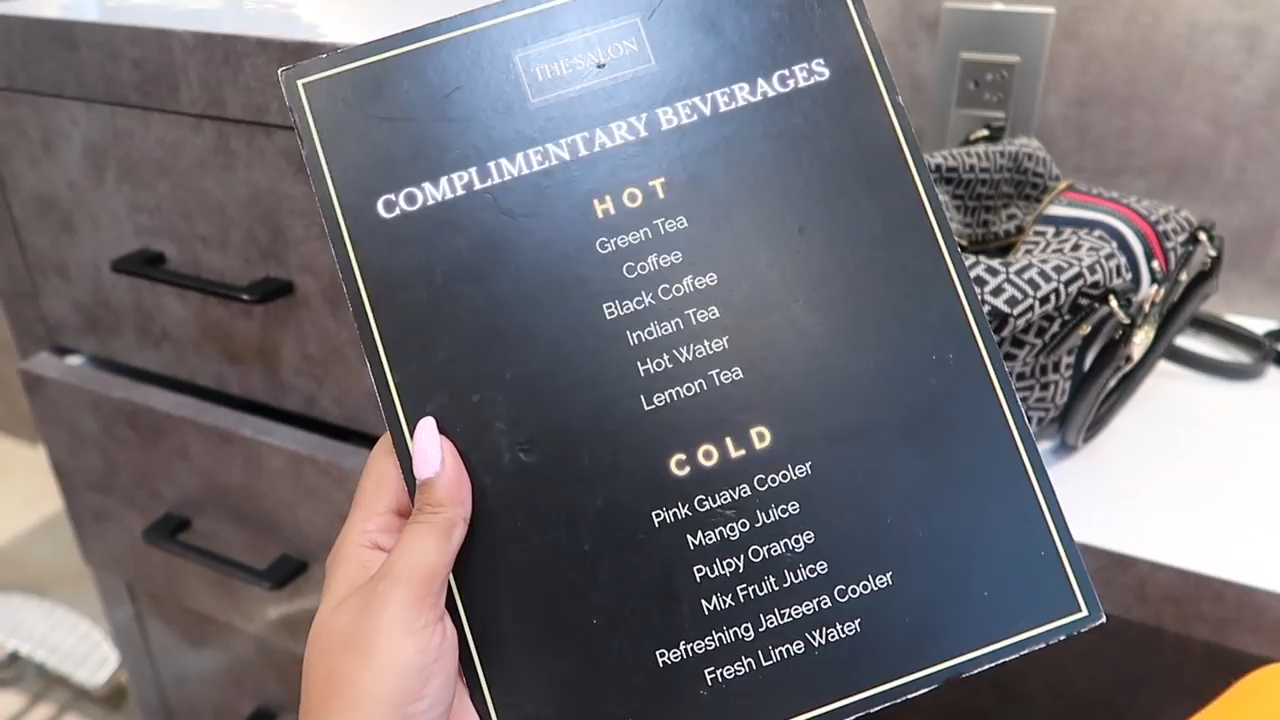 THE SALON
COMPLIMENTARY BEVERAGES
HOT
Green Tea
Coffee
Black Coffee
Indian Tea
Hot Water
Lemon Tea
COLD
Pink Guava Cooler
Mango Juice
Pulpy Orange
Mix Fruit Juice
Refreshing Jalzeera Cooler
Fresh Lime Water